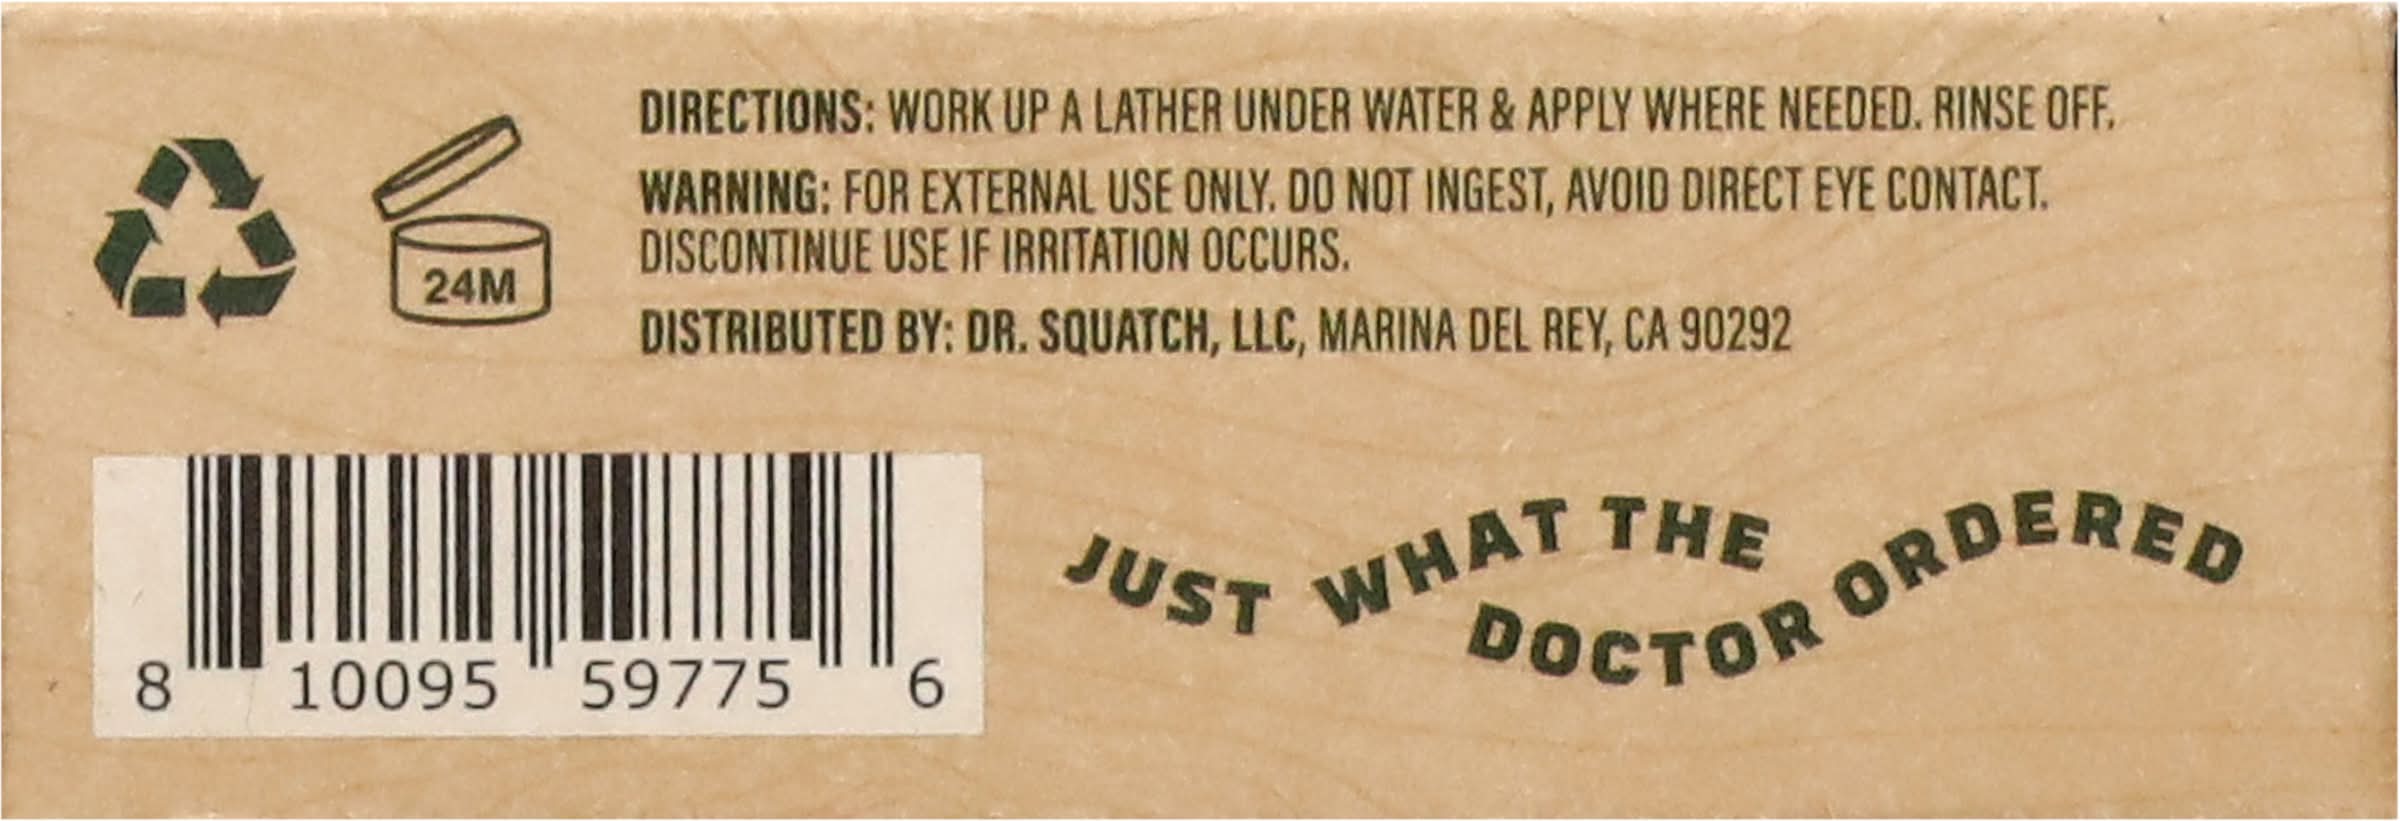 DIRECTIONS: WORK UP A LATHER UNDER WATER & APPLY WHERE NEEDED. RINSE OFF.
WARNING: FOR EXTERNAL USE ONLY. DO NOT INGEST, AVOID DIRECT EYE CONTACT.
DISCONTINUE USE IF IRRITATION OCCURS.
24M
DISTRIBUTED BY: DR. SQUATCH, LLC, MARINA DEL REY, CA 90292
JUST WHAT THE
DOCTOR ORDERED
8 10095 59775 6